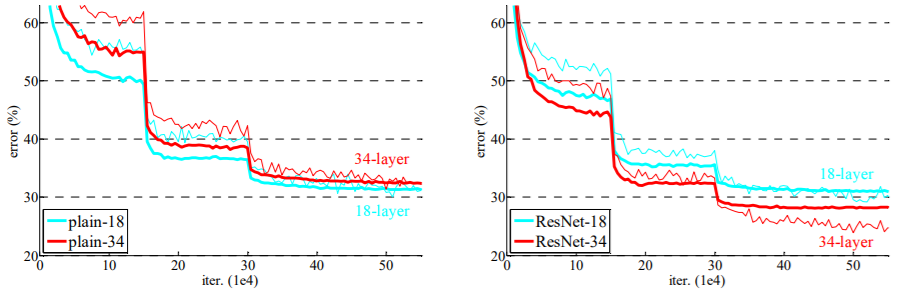 60
50
40
30
20
error (%)
34-layer
18-layer
plain-18
plain-34
0 10 20 30 40 50
iter. (1e4)
60
50
40
30
20
error (%)
18-layer
34-layer
ResNet-18
ResNet-34
0 10 20 30 40 50
iter. (1e4)